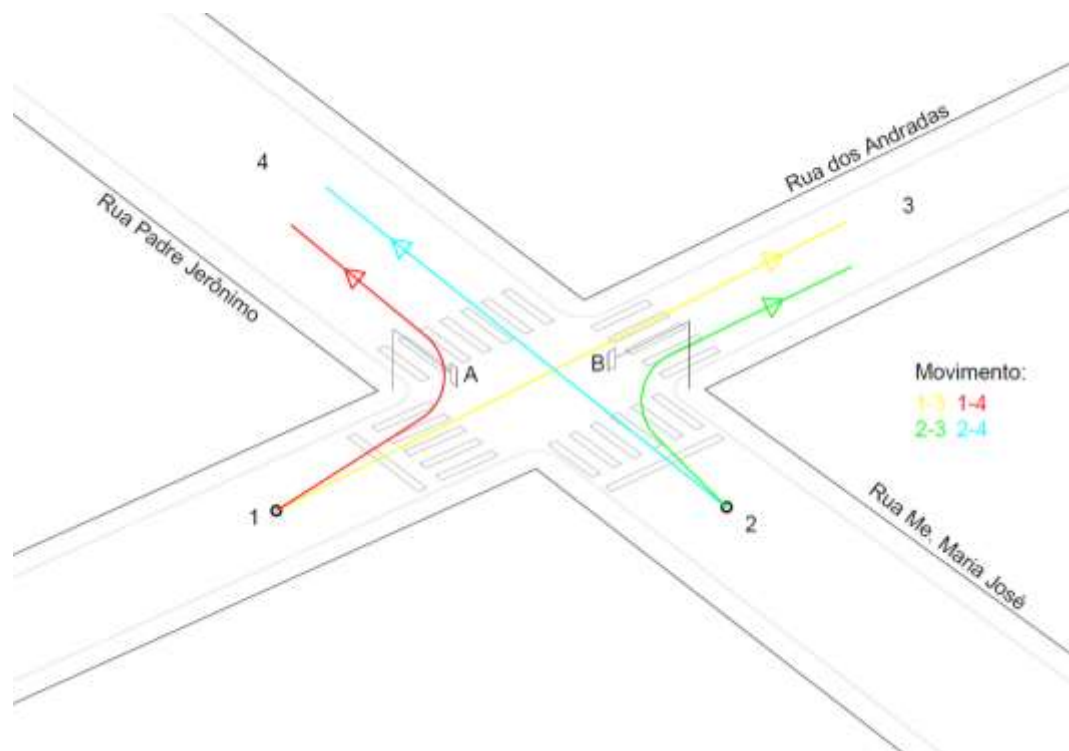 Rua dos Andradas
4
3
Rua Padre Jerônimo
A
B
Movimento:
1-3 1-4
2-3 2-4
1
2
Rua Me. Maria José